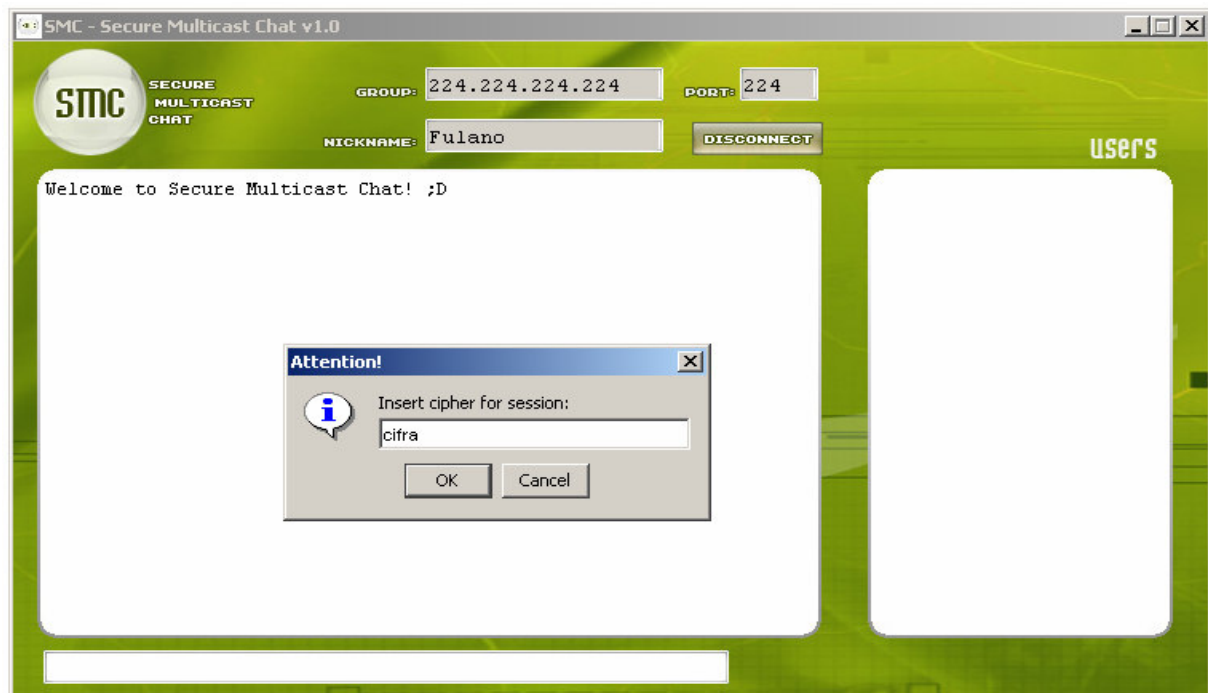 SMC - Secure Multicast Chat v1.0
SMC
SECURE
MULTICAST
CHAT
GROUP: 224.224.224.224 PORT: 224
NICKNAME: Fulano DISCONNECT
users
Welcome to Secure Multicast Chat! ;D
Attention!
Insert cipher for session:
cifra
OK Cancel